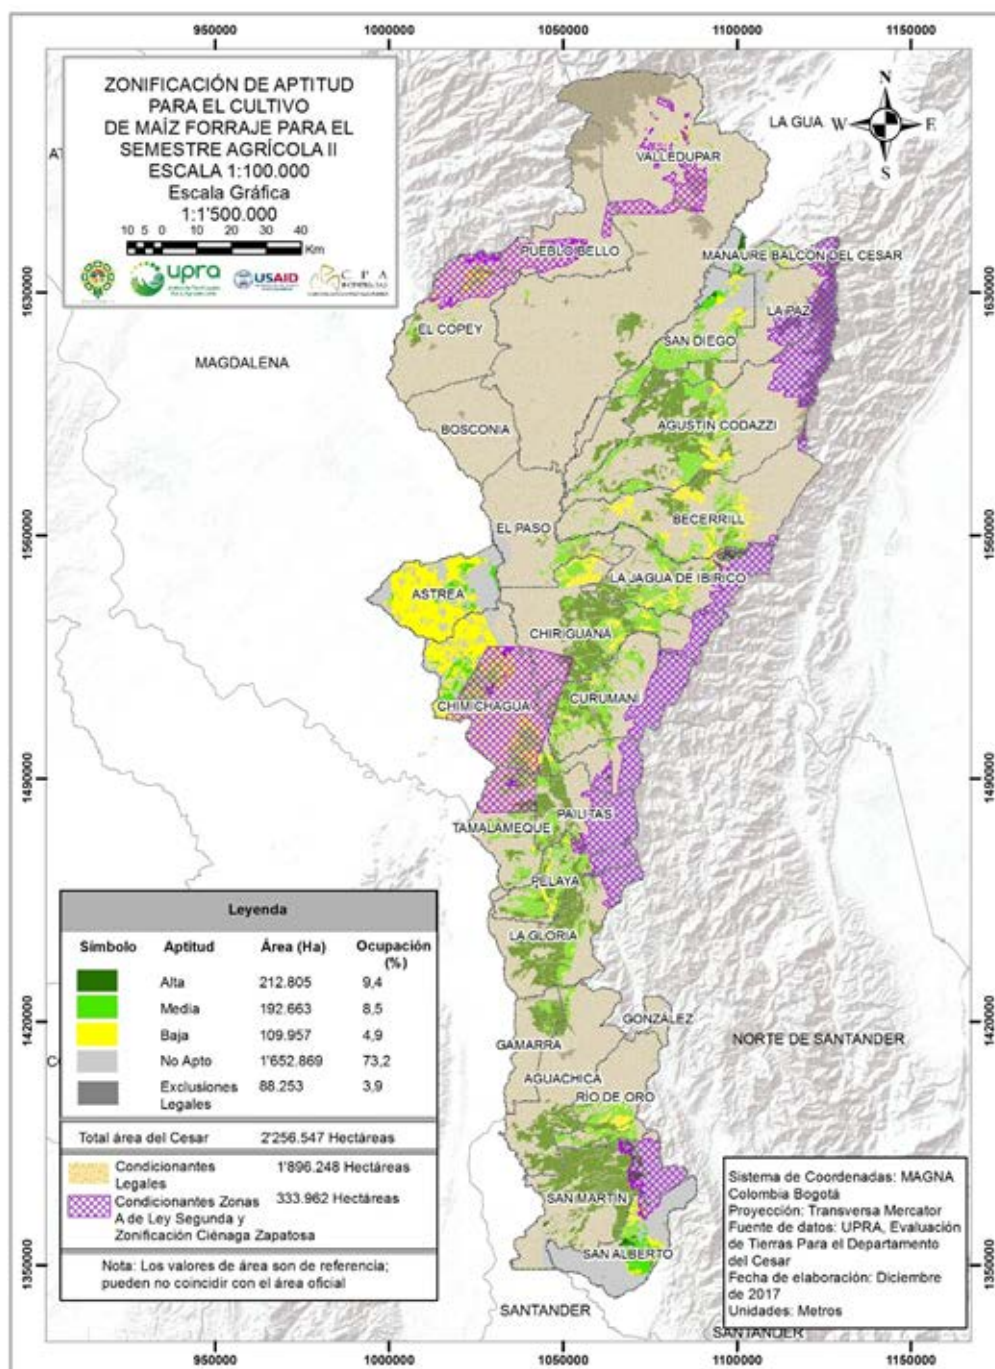 950000
1000000
1050000
1100000
1150000
ZONIFICACIÓN DE APTITUD
PARA EL CULTIVO
DE MAÍZ FORRAJE PARA EL
SEMESTRE AGRÍCOLA II
ESCALA 1:100.000
Escala Gráfica
1:1'500.000
10 5 0 10 20 30 40
Km
upra
USAID
CPA
N
W E
S
LA GUA
VALLEDUPAR
PUEBLO BELLO
MANAURE BALCÓN DEL CESAR
LA PAZ
EL COPEY
SAN DIEGO
MAGDALENA
BOSCONIA
AGUSTÍN CODAZZI
EL PASO
BECERRILL
ASTREA
LA JAGUA DE IBIRICO
CHIRIGUANÁ
CURUMANÍ
CHIMICHAGUA
TAMALAMEQUE
PAILITAS
PELAYA
LA GLORIA
GONZÁLEZ
GAMARRA
NORTE DE SANTANDER
AGUACHICA
RÍO DE ORO
SAN MARTÍN
SAN ALBERTO
SANTANDER
SANTANDER
1630000
1560000
1490000
1420000
1350000
1630000
1560000
1490000
1420000
1350000
Leyenda
Símbolo Aptitud Área (Ha) Ocupación
(%)
Alta 212.805 9,4
Media 192.663 8,5
Baja 109.957 4,9
No Apto 1'652.869 73,2
Exclusiones 88.253 3,9
Legales
Total área del Cesar 2'256.547 Hectáreas
Condicionantes 1'896.248 Hectáreas
Legales
Condicionantes Zonas 333.962 Hectáreas
A de Ley Segunda y
Zonificación Ciénaga Zapatosa
Nota: Los valores de área son de referencia;
pueden no coincidir con el área oficial
Sistema de Coordenadas: MAGNA
Colombia Bogotá
Proyección: Transversa Mercator
Fuente de datos: UPRA, Evaluación
de Tierras Para el Departamento
del Cesar
Fecha de elaboración: Diciembre
de 2017
Unidades: Metros
950000
1000000
1050000
1100000
1150000